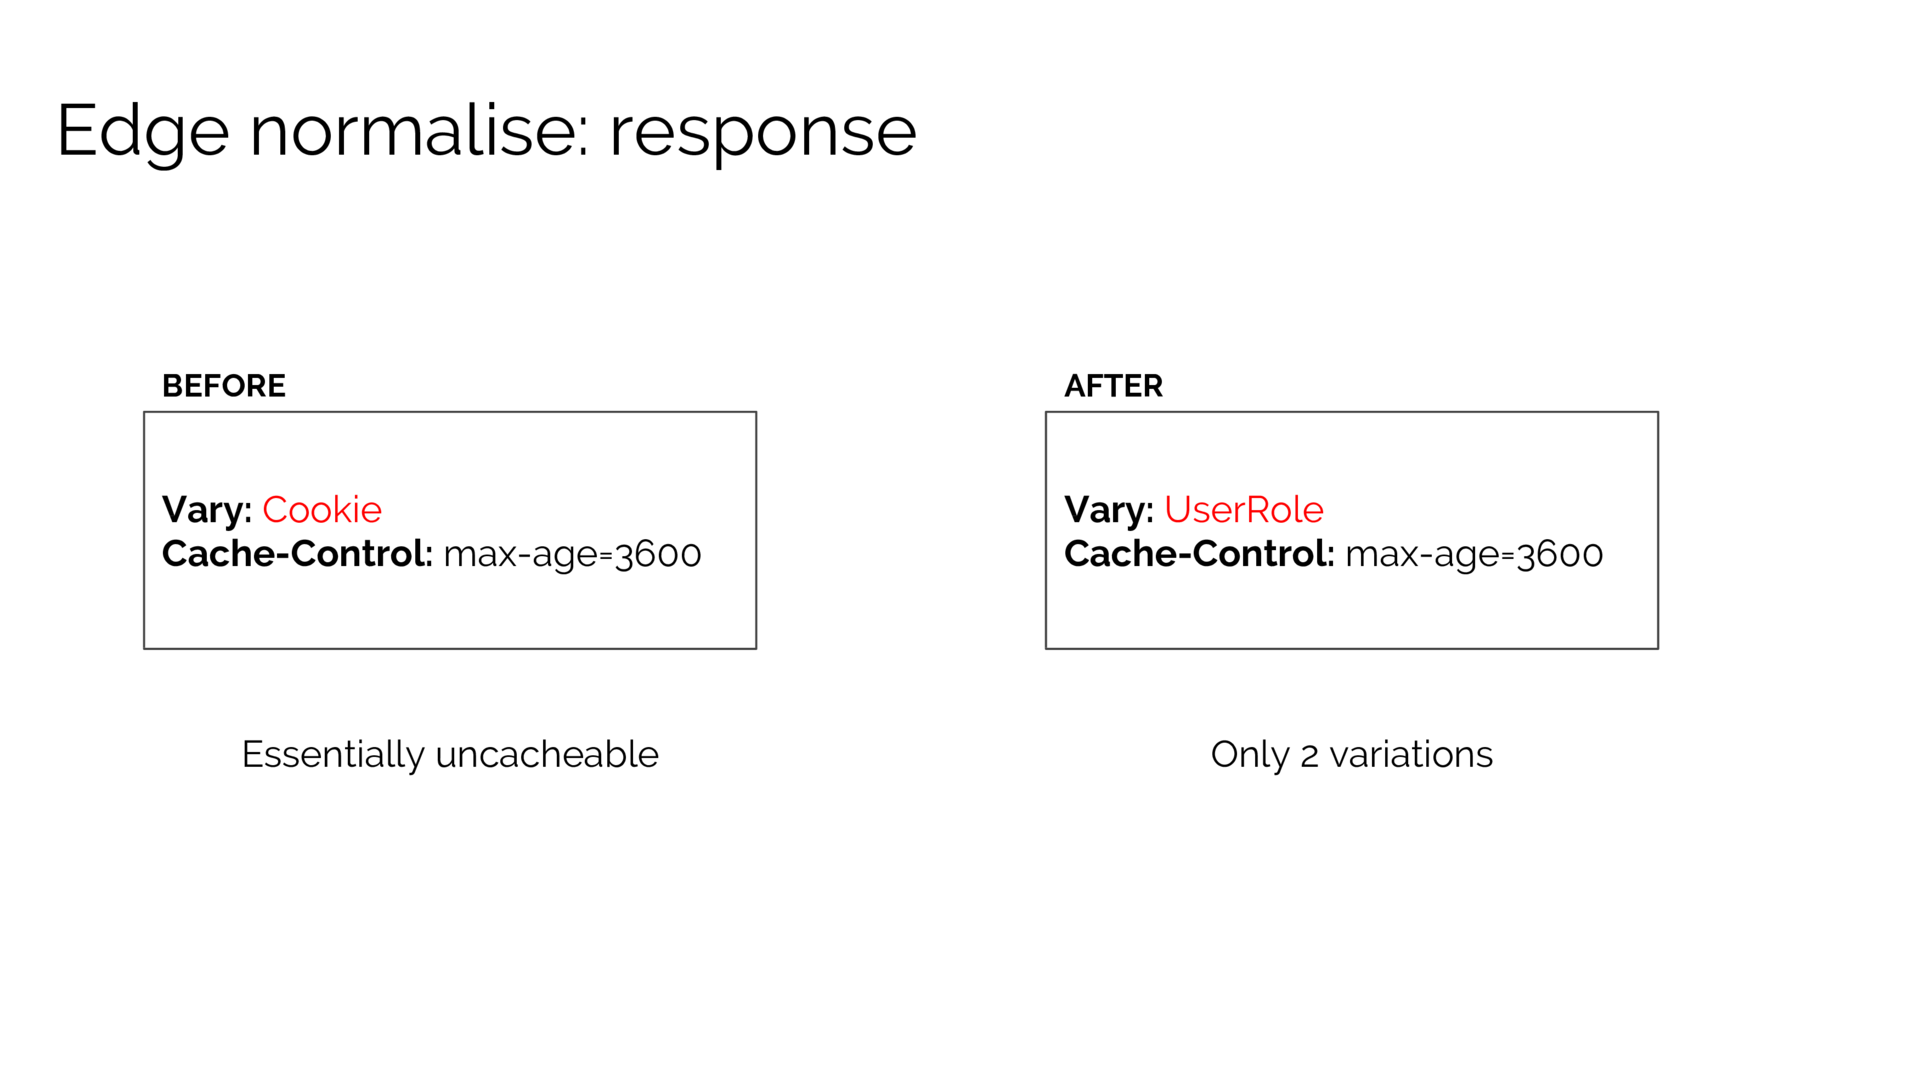 Edge normalise: response
BEFORE
Vary: Cookie
Cache-Control: max-age=3600
Essentially uncacheable
AFTER
Vary: UserRole
Cache-Control: max-age=3600
Only 2 variations